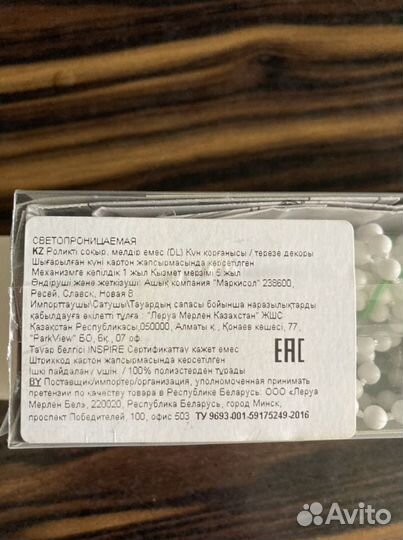 СВЕТОПРОНИЦАЕМАЯ
KZ Роликті соқыр, мөлдір емес (DL) Күн қорғанысы / терезе декоры
Шығарылған күні картон жапсырмасында көрсетілген
Механизмге кепілдік 1 жыл Қызмет мерзімі 5 жыл
Өндіруші және жеткізуші: Ашық компания "Маркисол" 238600,
Ресей, Славск, Новая 8
Импорттаушы/Сатушы/Тауардың сапасы бойынша наразылықтарды
қабылдауға өкілетті тұлға : "Леруа Мерлен Казахстан" ЖШС
Қазақстан Республикасы,050000, Алматы қ., Қонаев көшесі, 77,
"ParkView" БО, 6қ., 07 оф.
Тауар белгісі INSPIRE Сертификаттау қажет емес
Штрихкод картон жапсырмасында көрсетілген
Ішкі пайдалану үшін. / 100% полиэстерден тұрады
EAC
BY Поставщик/импортер/организация, уполномоченная принимать
претензии по качеству товара в Республике Беларусь: ООО «Леруа
Мерлен Бел», 220020, Республика Беларусь, город Минск,
проспект Победителей, 100, офис 503 ТУ 9693-001-59175249-2016
Avito